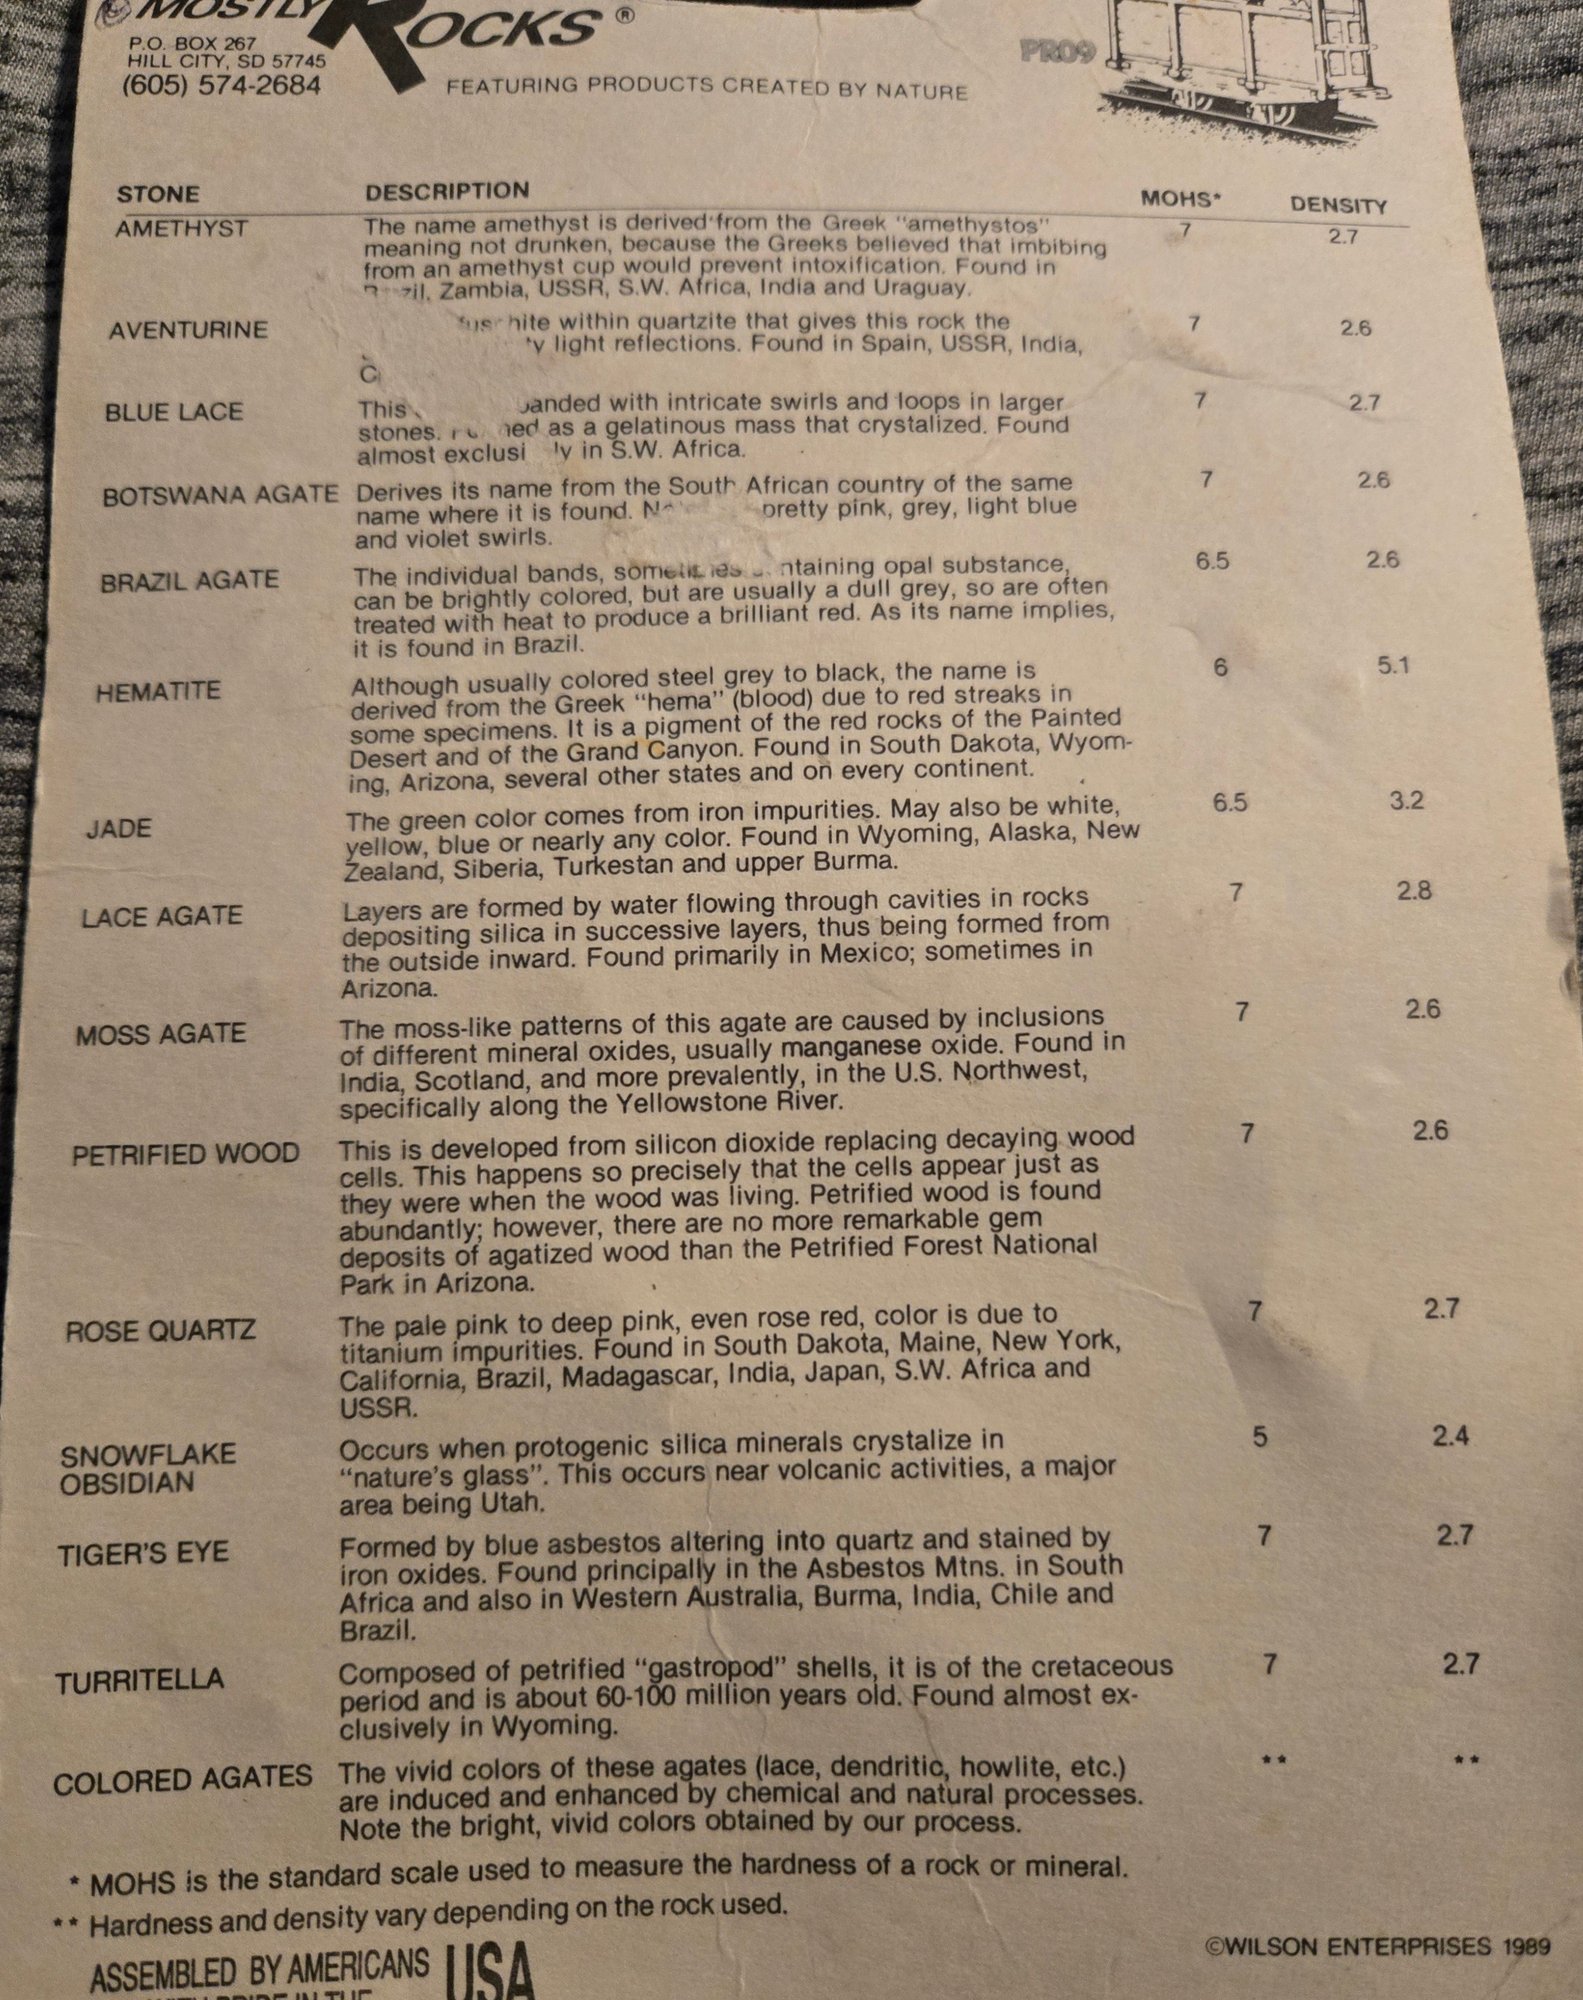 MOSTLY ROCKS ®
P.O. BOX 267
HILL CITY, SD 57745
(605) 574-2684
FEATURING PRODUCTS CREATED BY NATURE
PR09
STONE DESCRIPTION MOHS* DENSITY
AMETHYST The name amethyst is derived from the Greek "amethystos" 7 2.7
meaning not drunken, because the Greeks believed that imbibing
from an amethyst cup would prevent intoxification. Found in
Zambia, USSR, S.W. Africa, India and Uraguay.
AVENTURINE within quartzite that gives this rock the 7 2.6
light reflections. Found in Spain, USSR, India,
BLUE LACE This banded with intricate swirls and loops in larger 7 2.7
stones. as a gelatinous mass that crystalized. Found
almost in S.W. Africa.
BOTSWANA AGATE Derives its name from the South African country of the same 7 2.6
name where it is found. pretty pink, grey, light blue
and violet swirls.
BRAZIL AGATE The individual bands, sometimes containing opal substance, 6.5 2.6
can be brightly colored, but are usually a dull grey, so are often
treated with heat to produce a brilliant red. As its name implies,
it is found in Brazil.
HEMATITE Although usually colored steel grey to black, the name is 6 5.1
derived from the Greek "hema" (blood) due to red streaks in
some specimens. It is a pigment of the red rocks of the Painted
Desert and of the Grand Canyon. Found in South Dakota, Wyom-
ing, Arizona, several other states and on every continent.
JADE The green color comes from iron impurities. May also be white, 6.5 3.2
yellow, blue or nearly any color. Found in Wyoming, Alaska, New
Zealand, Siberia, Turkestan and upper Burma.
LACE AGATE Layers are formed by water flowing through cavities in rocks 7 2.8
depositing silica in successive layers, thus being formed from
the outside inward. Found primarily in Mexico; sometimes in
Arizona.
MOSS AGATE The moss-like patterns of this agate are caused by inclusions 7 2.6
of different mineral oxides, usually manganese oxide. Found in
India, Scotland, and more prevalently, in the U.S. Northwest,
specifically along the Yellowstone River.
PETRIFIED WOOD This is developed from silicon dioxide replacing decaying wood 7 2.6
cells. This happens so precisely that the cells appear just as
they were when the wood was living. Petrified wood is found
abundantly; however, there are no more remarkable gem
deposits of agatized wood than the Petrified Forest National
Park in Arizona.
ROSE QUARTZ The pale pink to deep pink, even rose red, color is due to 7 2.7
titanium impurities. Found in South Dakota, Maine, New York,
California, Brazil, Madagascar, India, Japan, S.W. Africa and
USSR.
SNOWFLAKE Occurs when protogenic silica minerals crystalize in 5 2.4
OBSIDIAN "nature's glass". This occurs near volcanic activities, a major
area being Utah.
TIGER'S EYE Formed by blue asbestos altering into quartz and stained by 7 2.7
iron oxides. Found principally in the Asbestos Mtns. in South
Africa and also in Western Australia, Burma, India, Chile and
Brazil.
TURRITELLA Composed of petrified "gastropod" shells, it is of the cretaceous 7 2.7
period and is about 60-100 million years old. Found almost ex-
clusively in Wyoming.
COLORED AGATES The vivid colors of these agates (lace, dendritic, howlite, etc.) ** **
are induced and enhanced by chemical and natural processes.
Note the bright, vivid colors obtained by our process.
* MOHS is the standard scale used to measure the hardness of a rock or mineral.
** Hardness and density vary depending on the rock used.
©WILSON ENTERPRISES 1989
ASSEMBLED BY AMERICANS USA
WITH PRIDE IN THE